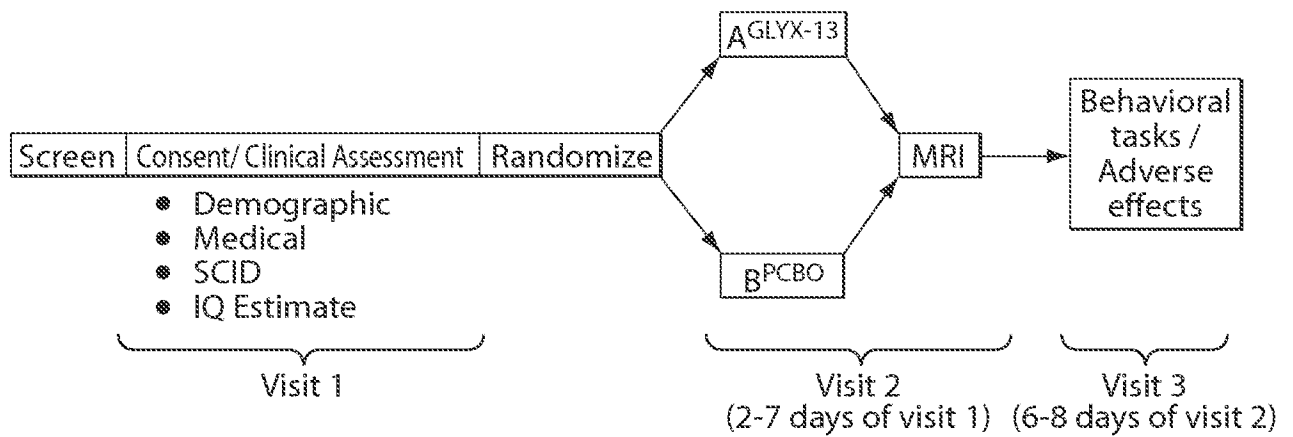 Screen
Consent/ Clinical Assessment
Randomize
• Demographic
• Medical
• SCID
• IQ Estimate
A^GLYX-13
B^PCBO
MRI
Behavioral
tasks /
Adverse
effects
Visit 1
Visit 2
(2-7 days of visit 1)
Visit 3
(6-8 days of visit 2)